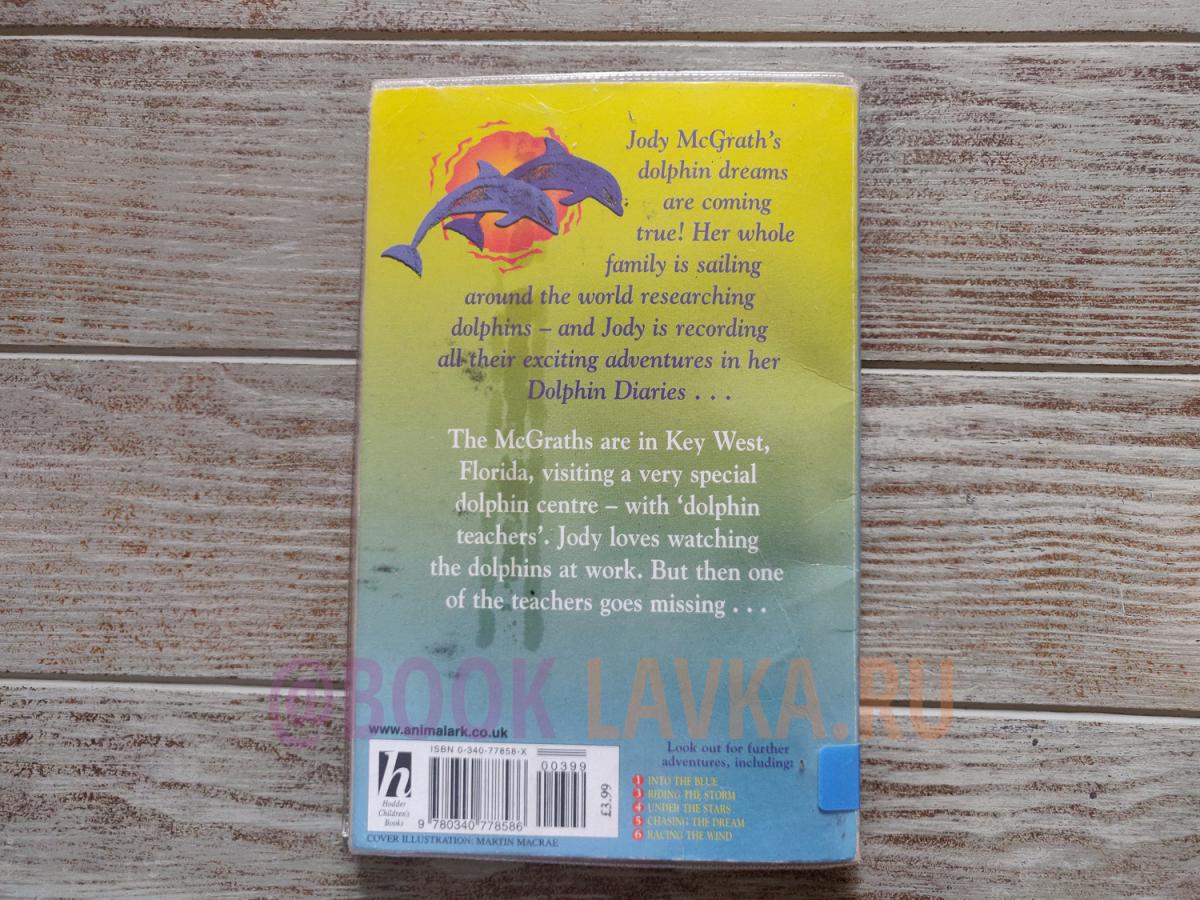 Jody McGrath's
dolphin dreams
are coming
true! Her whole
family is sailing
around the world researching
dolphins – and Jody is recording
all their exciting adventures in her
Dolphin Diaries . . .
The McGraths are in Key West,
Florida, visiting a very special
dolphin centre – with 'dolphin
teachers'. Jody loves watching
the dolphins at work. But then one
of the teachers goes missing . . .
@BOOK LAVKA.RU
www.animalark.co.uk
h
Hodder
Children's
Books
ISBN 0-340-77858-X
00399
9 780340 778586
£3.99
COVER ILLUSTRATION: MARTIN MACRAE
Look out for further
adventures, including:
1 INTO THE BLUE
3 RIDING THE STORM
4 UNDER THE STARS
5 CHASING THE DREAM
6 RACING THE WIND